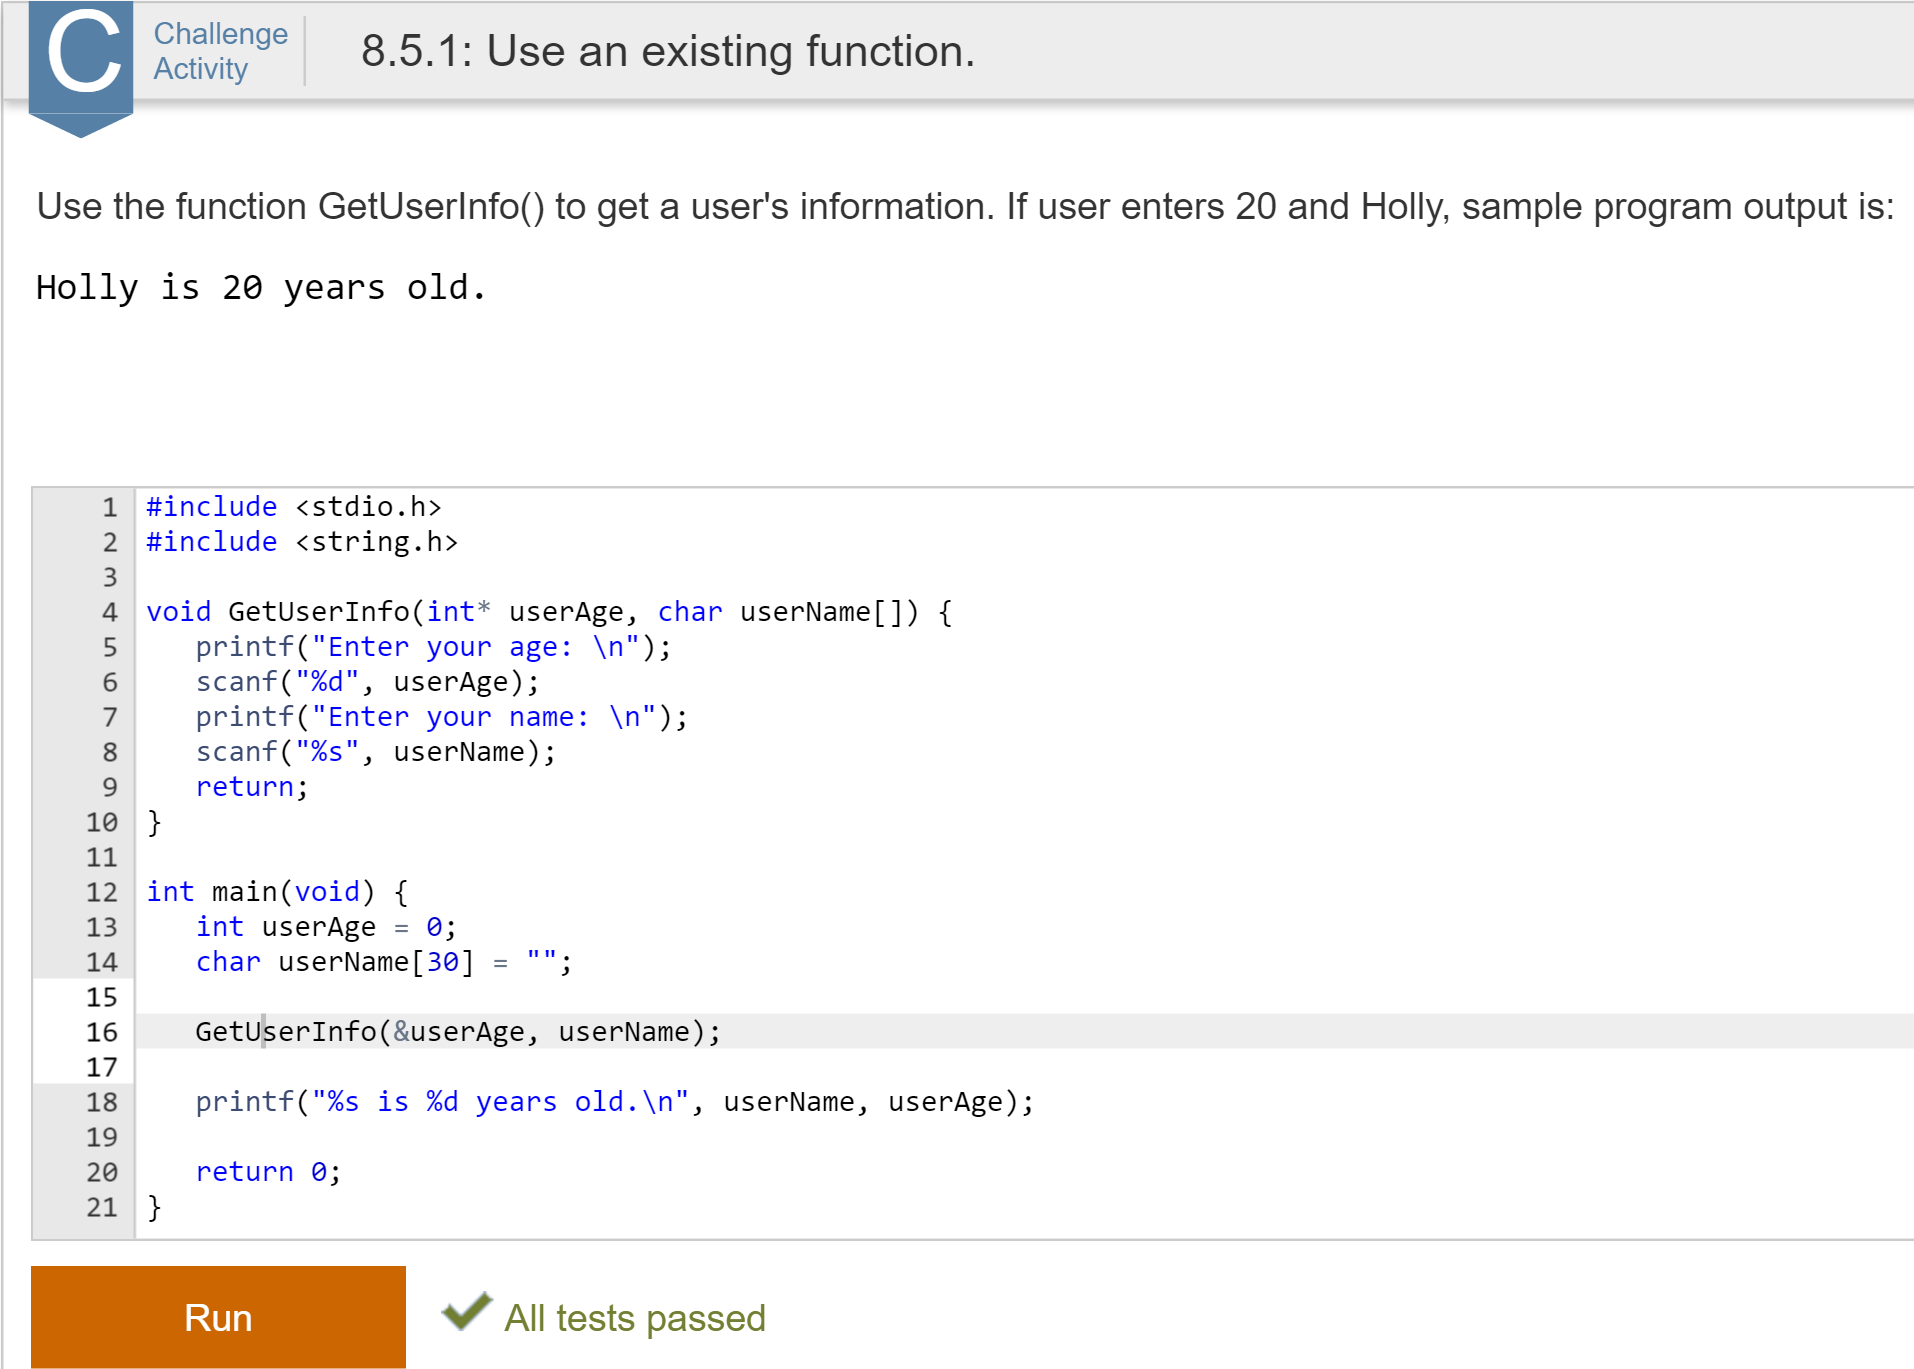 C
Challenge
Activity
8.5.1: Use an existing function.
Use the function GetUserInfo() to get a user's information. If user enters 20 and Holly, sample program output is:
Holly is 20 years old.
1 #include <stdio.h>
2 #include <string.h>
3
4 void GetUserInfo(int* userAge, char userName[]) {
5    printf("Enter your age: \n");
6    scanf("%d", userAge);
7    printf("Enter your name: \n");
8    scanf("%s", userName);
9    return;
10 }
11
12 int main(void) {
13    int userAge = 0;
14    char userName[30] = "";
15
16    GetUserInfo(&userAge, userName);
17
18    printf("%s is %d years old.\n", userName, userAge);
19
20    return 0;
21 }
Run
All tests passed